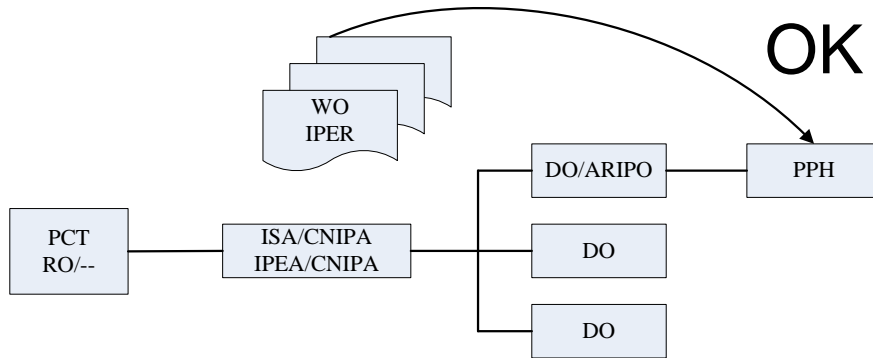 OK
WO
IPER
DO/ARIPO
PPH
PCT
RO/--
ISA/CNIPA
IPEA/CNIPA
DO
DO